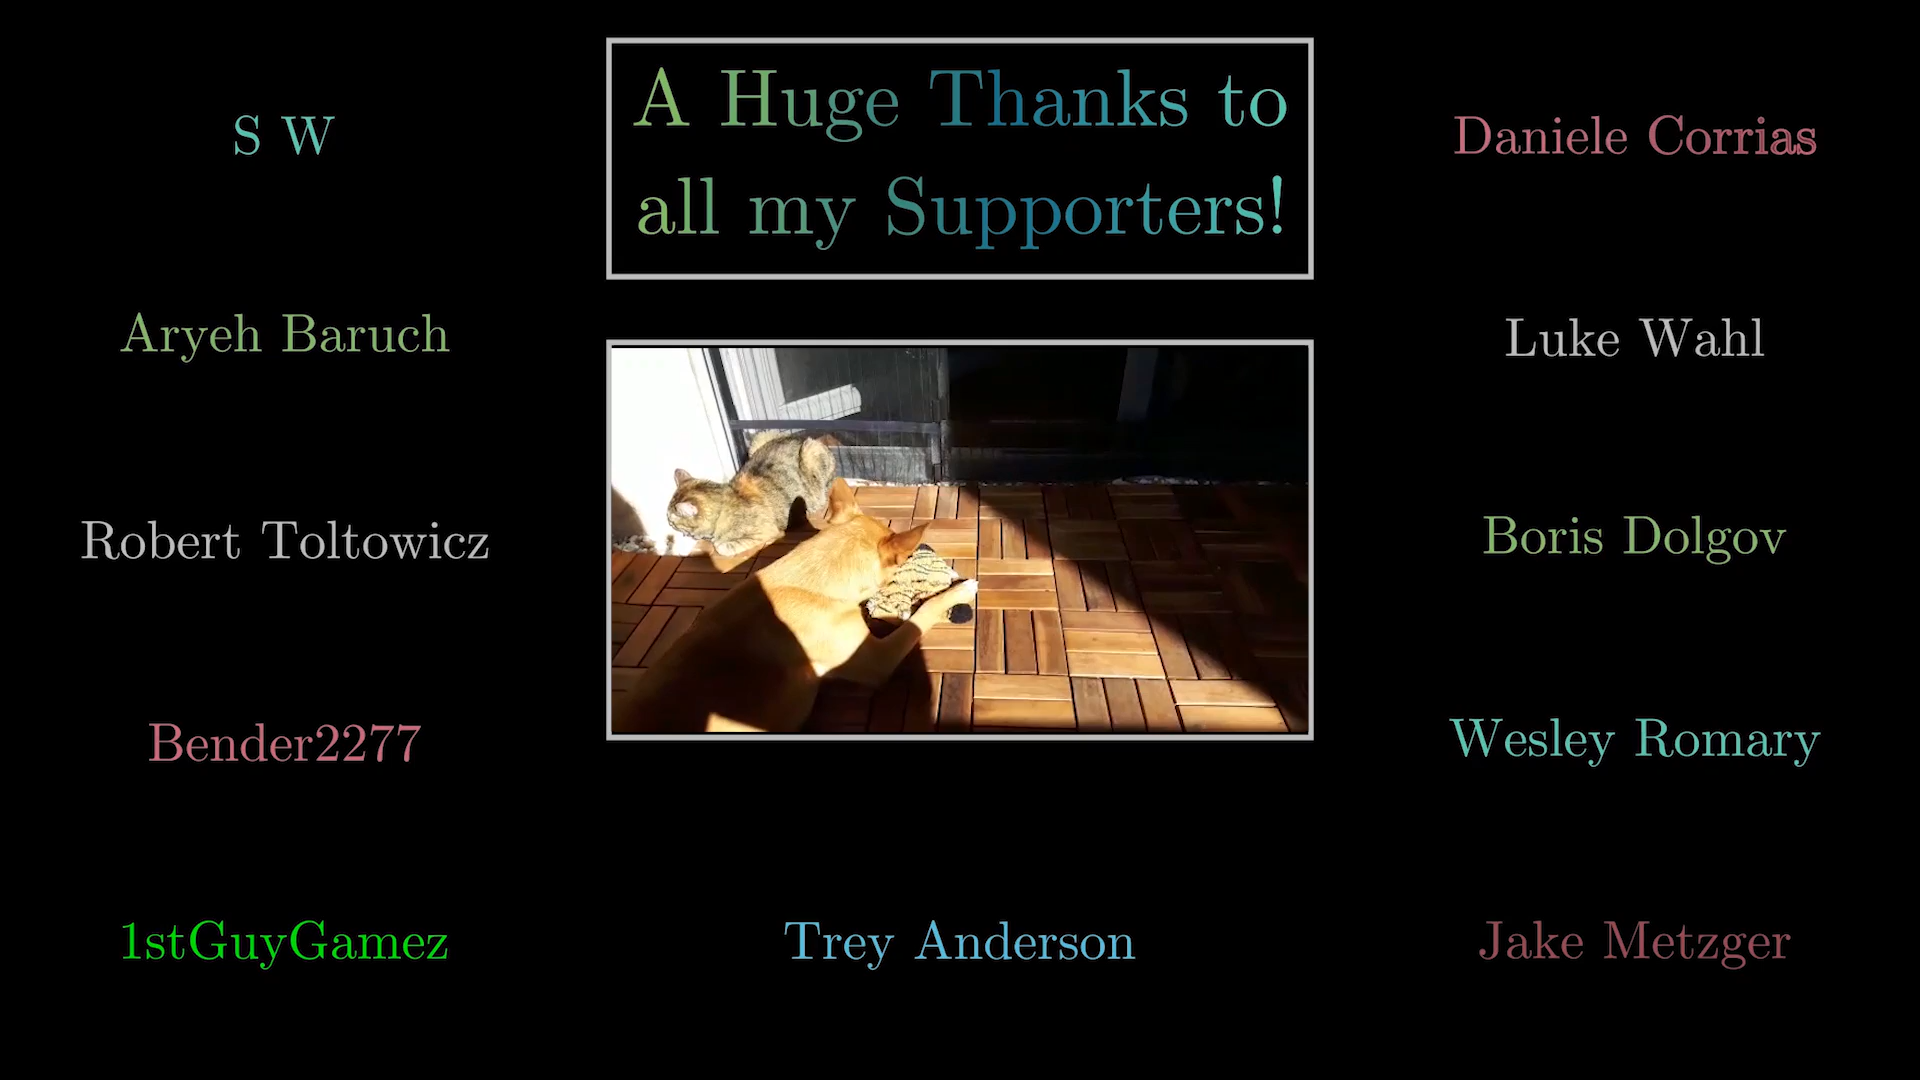 A Huge Thanks to
all my Supporters!
S W
Aryeh Baruch
Robert Toltowicz
Bender2277
1stGuyGamez
Trey Anderson
Daniele Corrias
Luke Wahl
Boris Dolgov
Wesley Romary
Jake Metzger